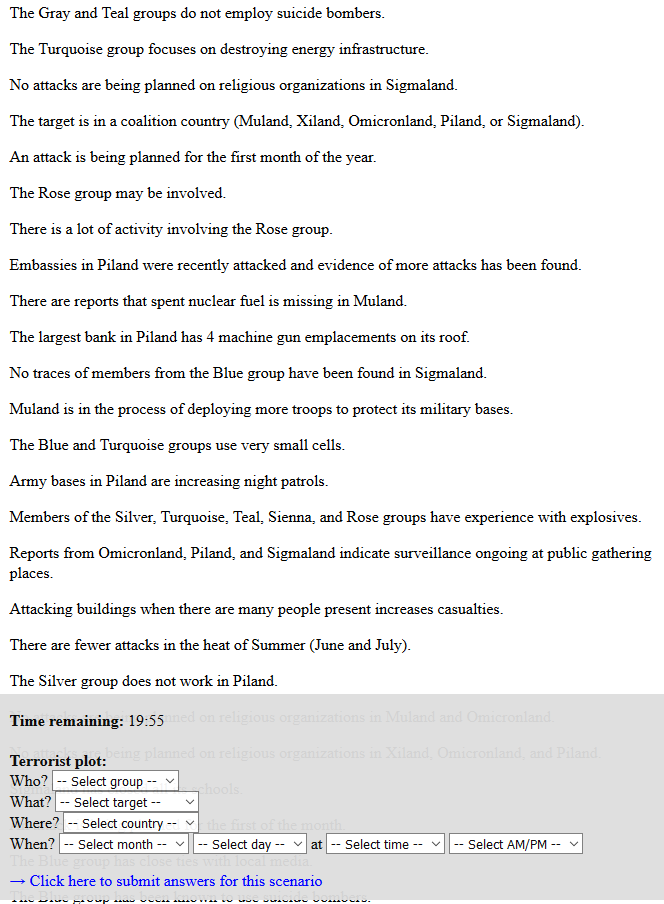 The Gray and Teal groups do not employ suicide bombers.
The Turquoise group focuses on destroying energy infrastructure.
No attacks are being planned on religious organizations in Sigmaland.
The target is in a coalition country (Muland, Xiland, Omicronland, Piland, or Sigmaland).
An attack is being planned for the first month of the year.
The Rose group may be involved.
There is a lot of activity involving the Rose group.
Embassies in Piland were recently attacked and evidence of more attacks has been found.
There are reports that spent nuclear fuel is missing in Muland.
The largest bank in Piland has 4 machine gun emplacements on its roof.
No traces of members from the Blue group have been found in Sigmaland.
Muland is in the process of deploying more troops to protect its military bases.
The Blue and Turquoise groups use very small cells.
Army bases in Piland are increasing night patrols.
Members of the Silver, Turquoise, Teal, Sienna, and Rose groups have experience with explosives.
Reports from Omicronland, Piland, and Sigmaland indicate surveillance ongoing at public gathering
places.
Attacking buildings when there are many people present increases casualties.
There are fewer attacks in the heat of Summer (June and July).
The Silver group does not work in Piland.
Time remaining: 19:55
ned on religious organizations in Muland and Omicronland.
being planned on religious organizations in Xiland, Omicronland, and Piland
Terrorist plot:
Who? -- Select group --
schools.
What? -- Select target --
Where? -- Select country --
the first of the month
When? -- Select month -- -- Select day -- at -- Select time -- -- Select AM/PM --
The Blue group has close ties with local media.
→ Click here to submit answers for this scenario
The Blue group has been known to use suicide bombers.